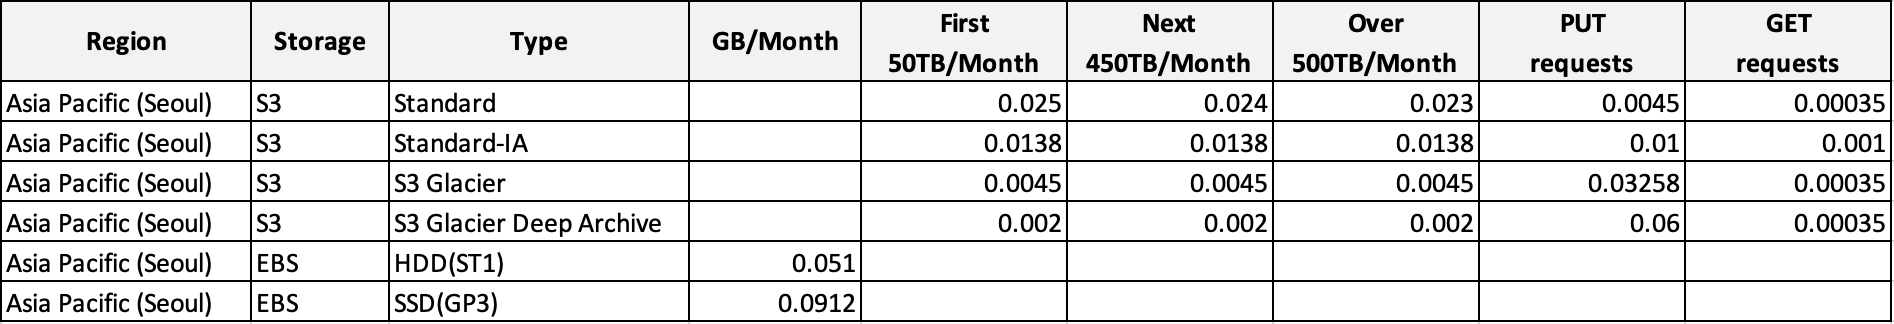 Region Storage Type GB/Month First 50TB/Month Next 450TB/Month Over 500TB/Month PUT requests GET requests
Asia Pacific (Seoul) S3 Standard 0.025 0.024 0.023 0.0045 0.00035
Asia Pacific (Seoul) S3 Standard-IA 0.0138 0.0138 0.0138 0.01 0.001
Asia Pacific (Seoul) S3 S3 Glacier 0.0045 0.0045 0.0045 0.03258 0.00035
Asia Pacific (Seoul) S3 S3 Glacier Deep Archive 0.002 0.002 0.002 0.06 0.00035
Asia Pacific (Seoul) EBS HDD(ST1) 0.051
Asia Pacific (Seoul) EBS SSD(GP3) 0.0912